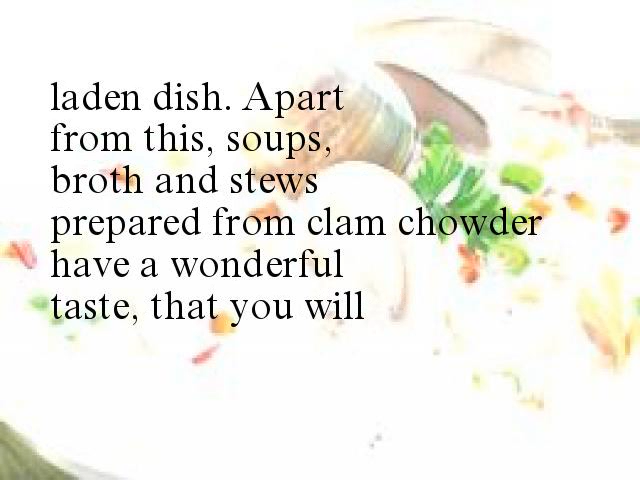 laden dish. Apart
from this, soups,
broth and stews
prepared from clam chowder
have a wonderful
taste, that you will